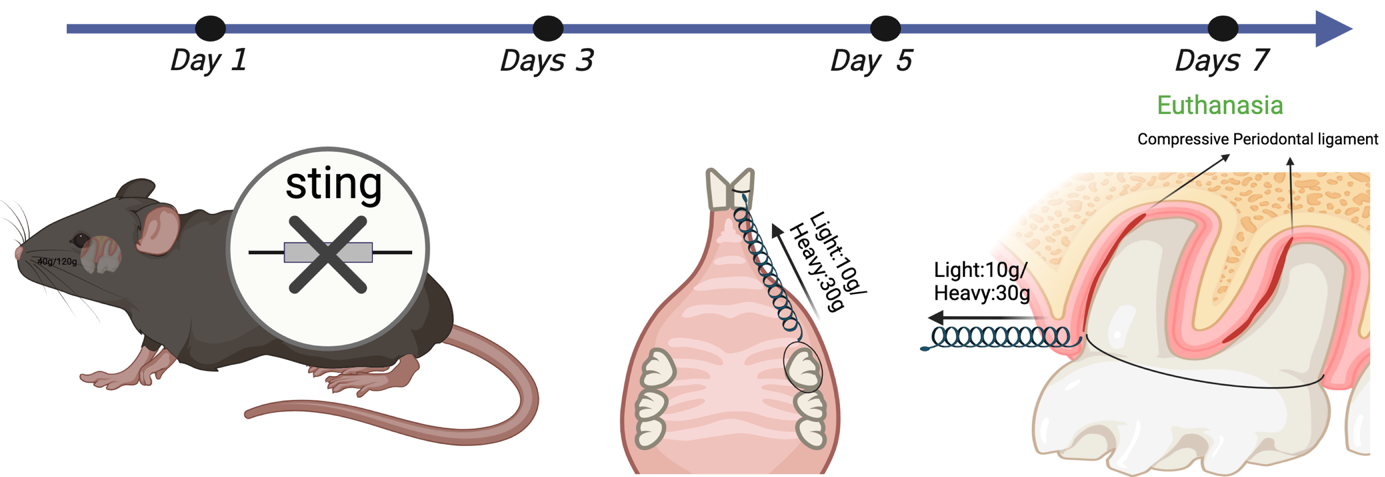 Day 1
Days 3
Day 5
Days 7
Euthanasia
Compressive Periodontal ligament
sting
40g/120g
Light:10g/
Heavy:30g
Light:10g/
Heavy:30g